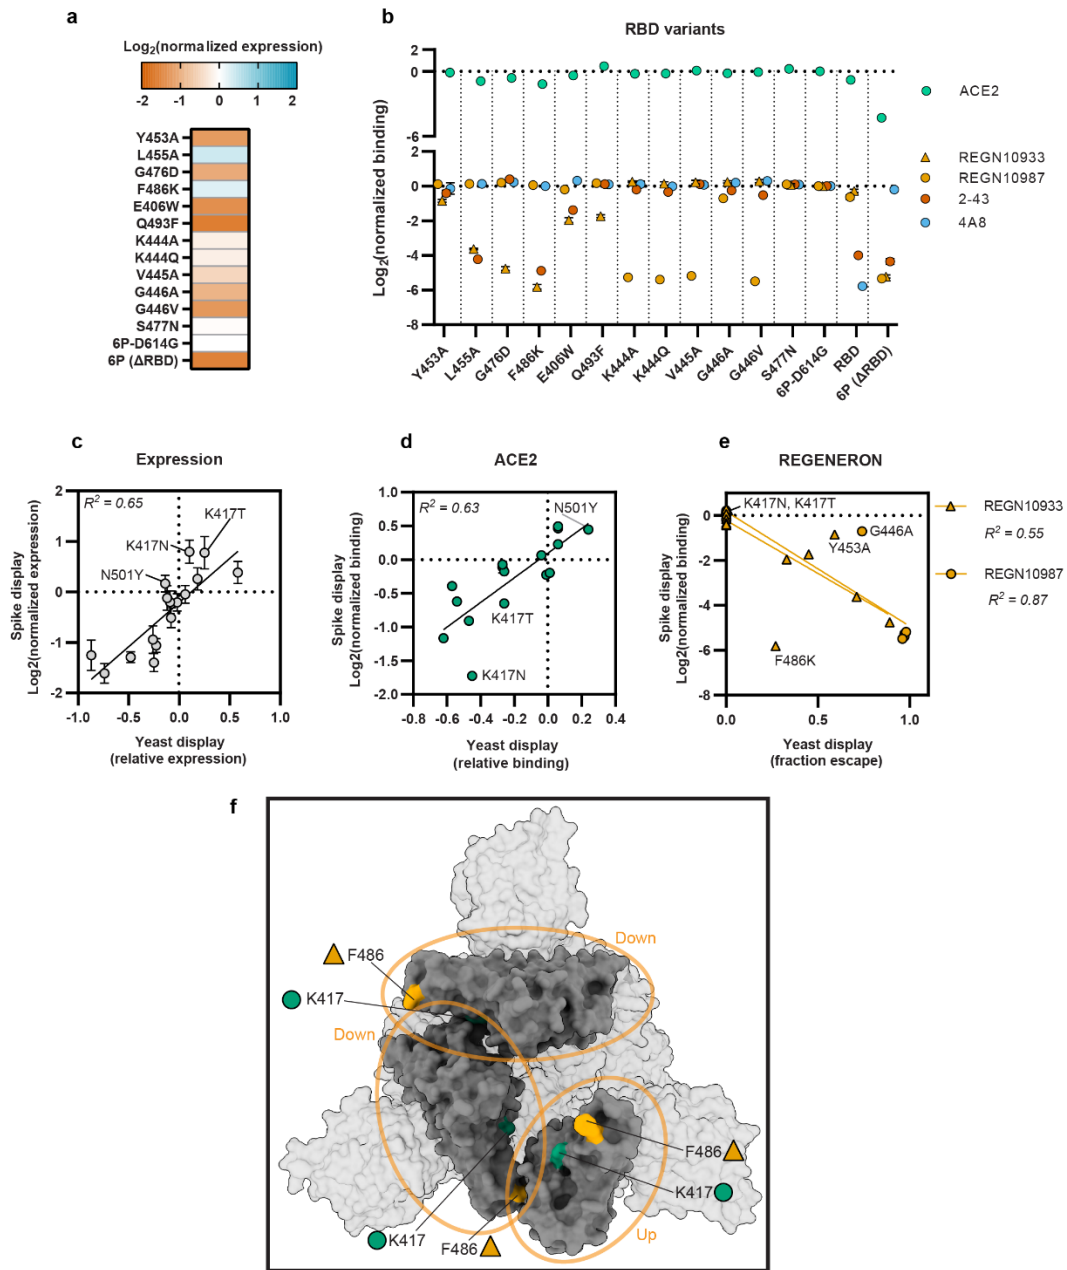 a
Log2(normalized expression)
-2 -1 0 1 2
Y453A
L455A
G476D
F486K
E406W
Q493F
K444A
K444Q
V445A
G446A
G446V
S477N
6P-D614G
6P (ΔRBD)
b
RBD variants
Log2(normalized binding)
2
0
-6
2
0
-2
-4
-6
-8
Y453A
L455A
G476D
F486K
E406W
Q493F
K444A
K444Q
V445A
G446A
G446V
S477N
6P-D614G
RBD
6P (ΔRBD)
ACE2
REGN10933
REGN10987
2-43
4A8
c
Expression
R2 = 0.65
K417T
K417N
N501Y
Spike display
Log2(normalized expression)
2
1
0
-1
-2
-1.0 -0.5 0.0 0.5 1.0
Yeast display
(relative expression)
d
ACE2
R2 = 0.63
N501Y
K417T
K417N
Spike display
Log2(normalized binding)
1.0
0.5
0.0
-0.5
-1.0
-1.5
-2.0
-0.8 -0.6 -0.4 -0.2 0.0 0.2 0.4
Yeast display
(relative binding)
e
REGENERON
K417N, K417T
G446A
Y453A
F486K
Spike display
Log2(normalized binding)
0
-2
-4
-6
-8
0.0 0.5 1.0
Yeast display
(fraction escape)
REGN10933
R2 = 0.55
REGN10987
R2 = 0.87
f
Down
F486
K417
Down
F486
K417
K417
F486
Up